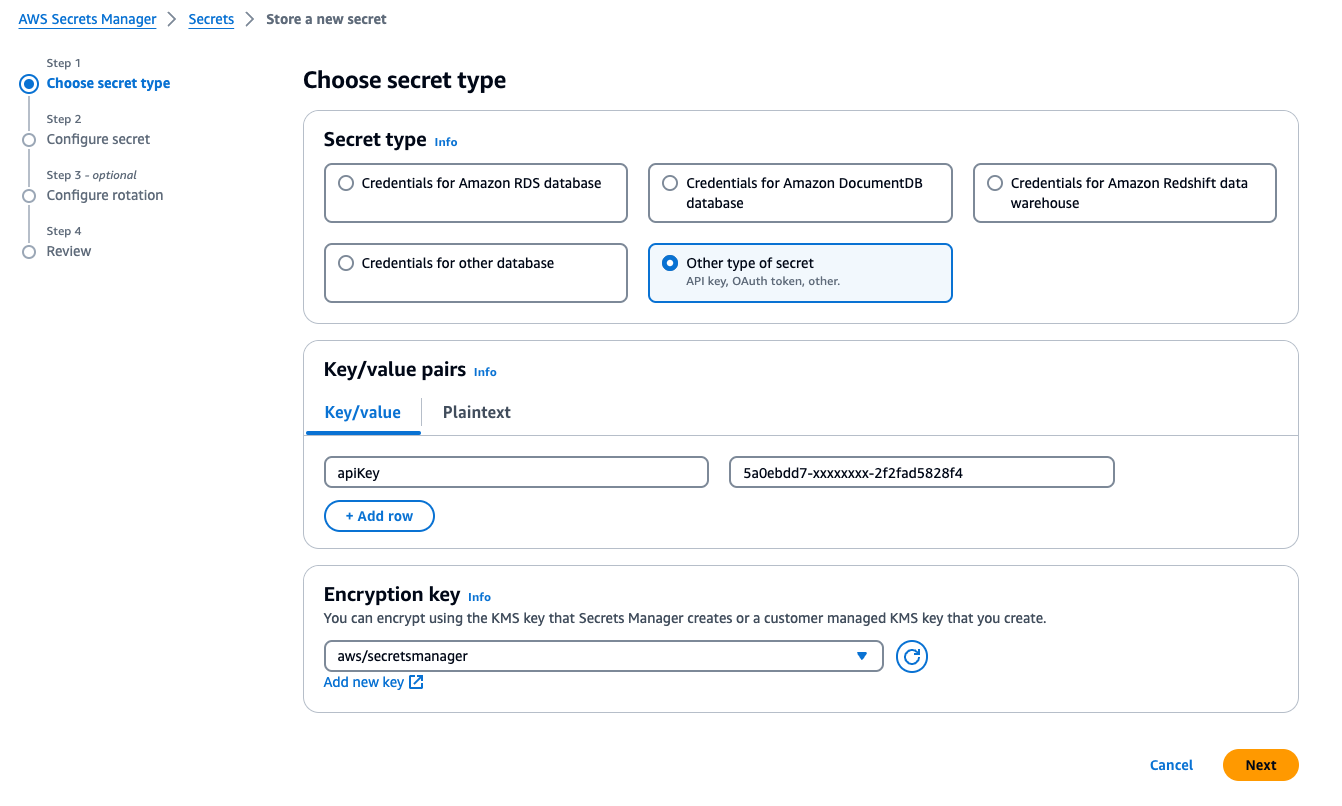 AWS Secrets Manager > Secrets > Store a new secret
Step 1
Choose secret type
Step 2
Configure secret
Step 3 - optional
Configure rotation
Step 4
Review
Choose secret type
Secret type Info
Credentials for Amazon RDS database
Credentials for Amazon DocumentDB
database
Credentials for Amazon Redshift data
warehouse
Credentials for other database
Other type of secret
API key, OAuth token, other.
Key/value pairs Info
Key/value Plaintext
apiKey 5a0ebdd7-xxxxxxxx-2f2fad5828f4
+ Add row
Encryption key Info
You can encrypt using the KMS key that Secrets Manager creates or a customer managed KMS key that you create.
aws/secretsmanager
Add new key
Cancel Next